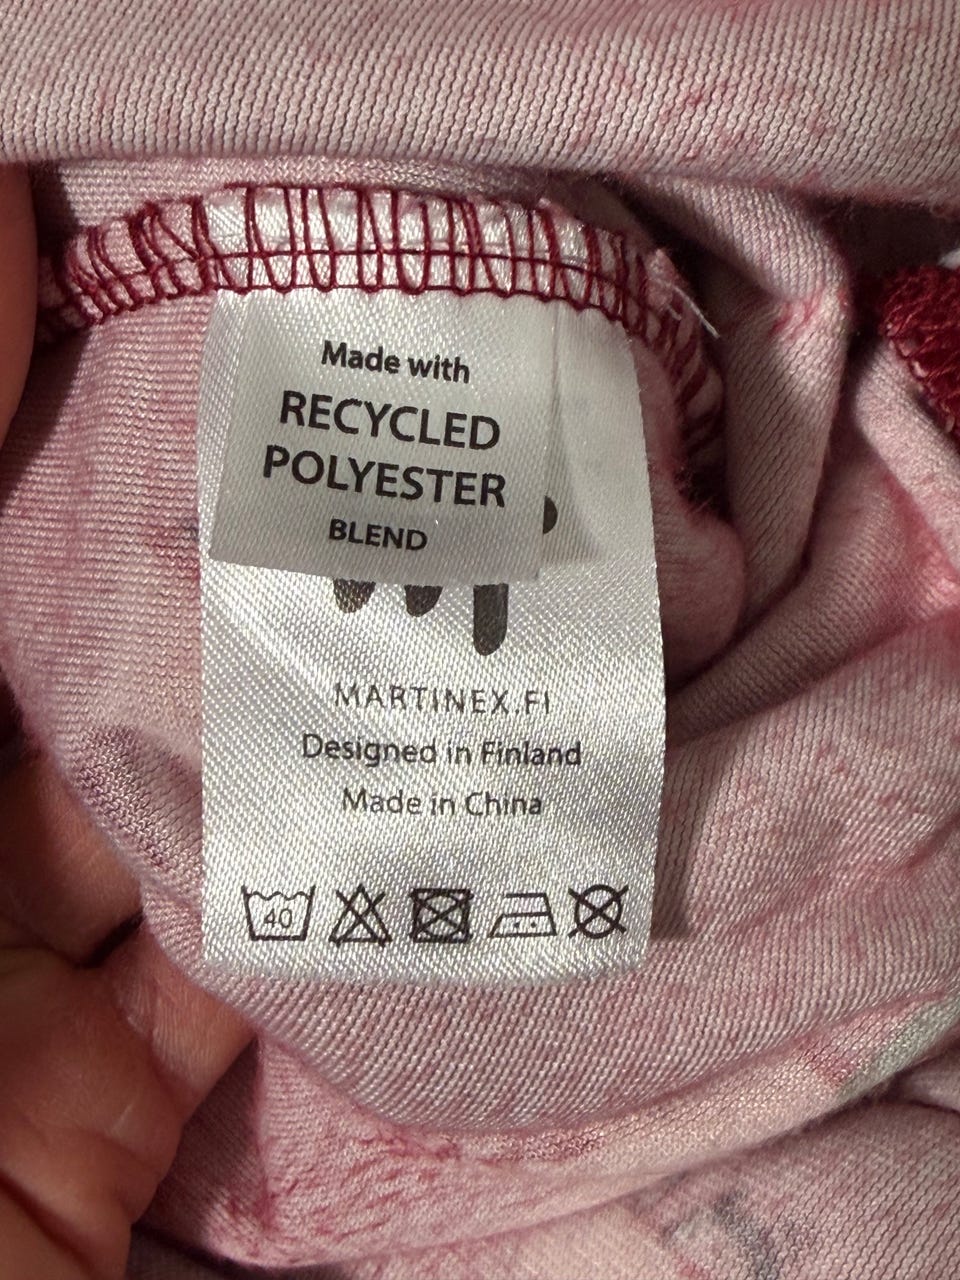 Made with
RECYCLED
POLYESTER
BLEND
MARTINEX.FI
Designed in Finland
Made in China
40